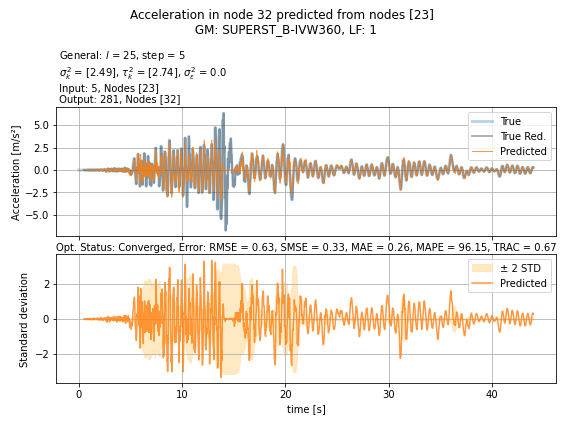 Acceleration in node 32 predicted from nodes [23]
GM: SUPERST_B-IVW360, LF: 1
General: l = 25, step = 5
σ²ₖ = [2.49], τ²ₖ = [2.74], σ²ε = 0.0
Input: 5, Nodes [23]
Output: 281, Nodes [32]
Acceleration [m/s²]
5.0
2.5
0.0
−2.5
−5.0
True
True Red.
Predicted
Opt. Status: Converged, Error: RMSE = 0.63, SMSE = 0.33, MAE = 0.26, MAPE = 96.15, TRAC = 0.67
Standard deviation
2
0
−2
± 2 STD
Predicted
0 10 20 30 40
time [s]